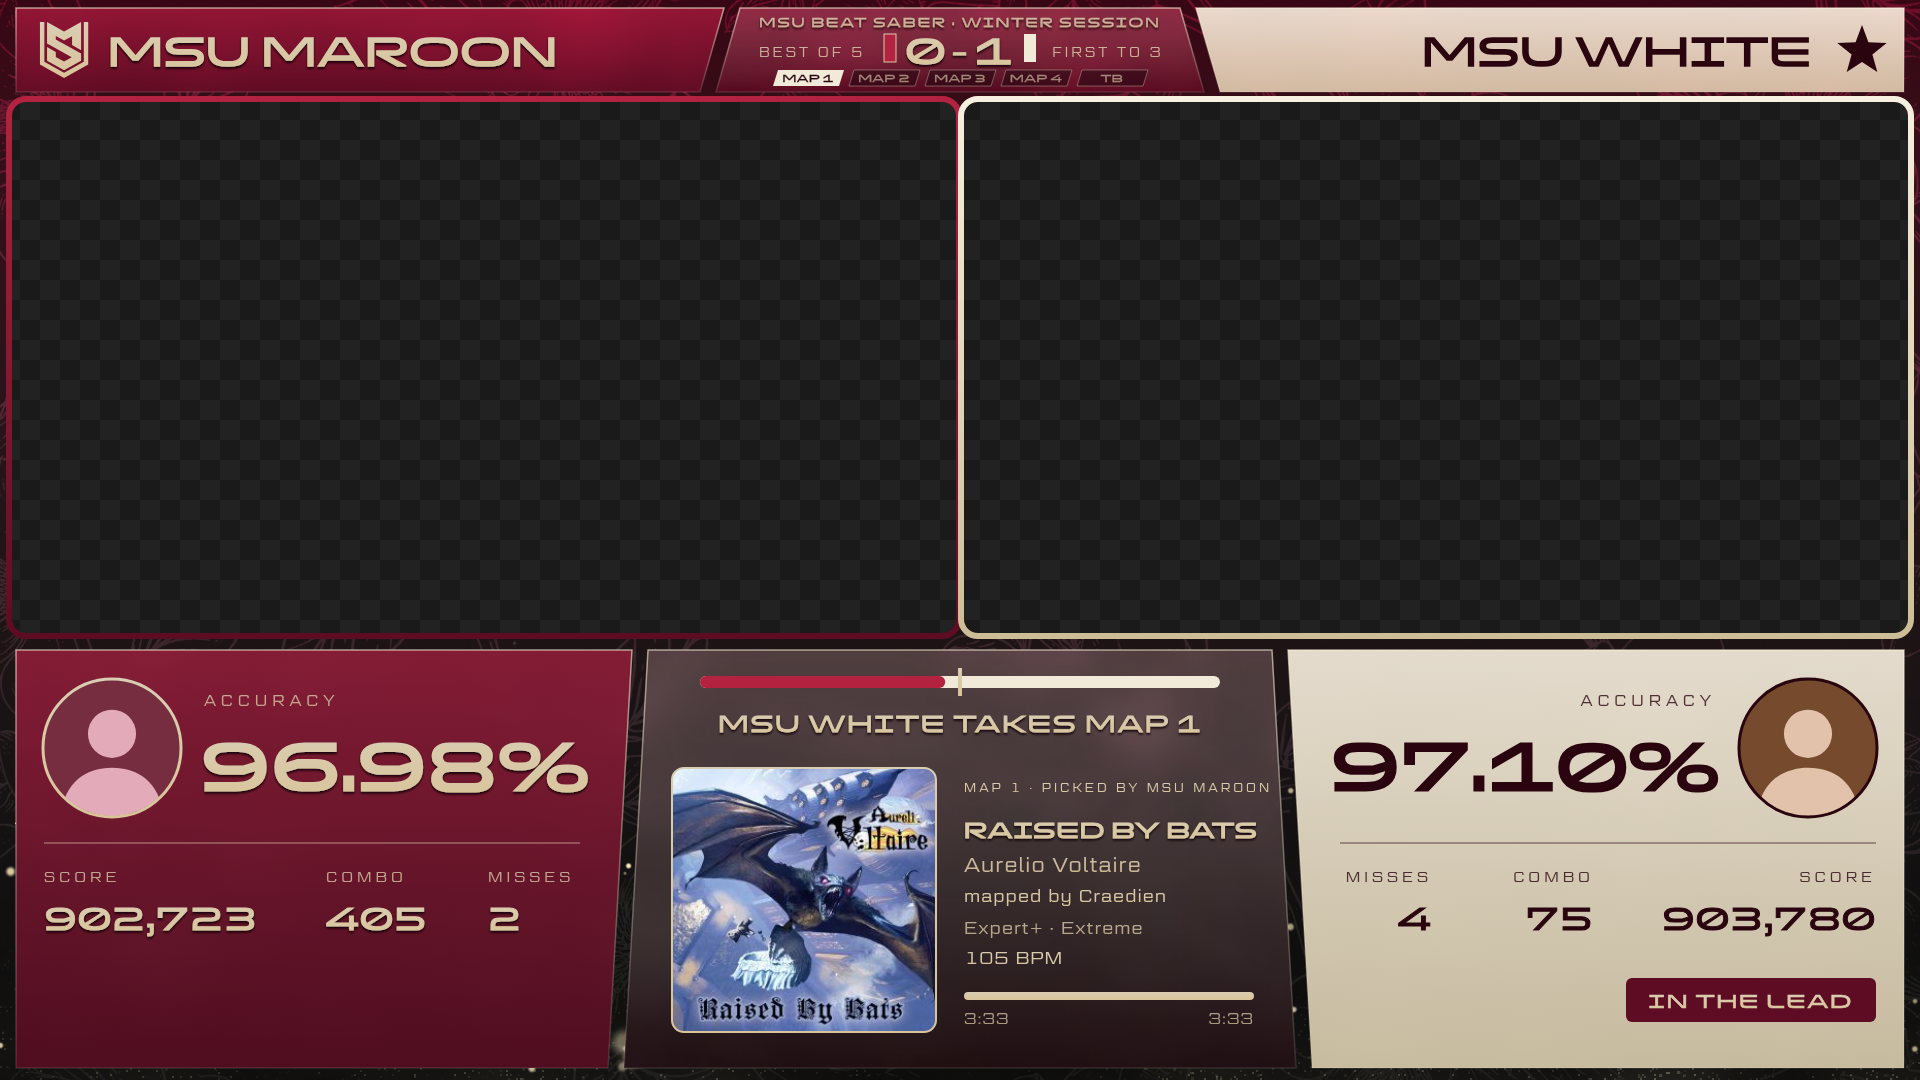 MSU MAROON
MSU BEAT SABER · WINTER SESSION
BEST OF 5
0-1
FIRST TO 3
MAP 1
MAP 2
MAP 3
MAP 4
TB
MSU WHITE
ACCURACY
96.98%
SCORE
COMBO
MISSES
902,723
405
2
MSU WHITE TAKES MAP 1
Aurelio
Voltaire
Raised By Bats
MAP 1 · PICKED BY MSU MAROON
RAISED BY BATS
Aurelio Voltaire
mapped by Craedien
Expert+ · Extreme
105 BPM
3:33
3:33
ACCURACY
97.10%
MISSES
COMBO
SCORE
4
75
903,780
IN THE LEAD